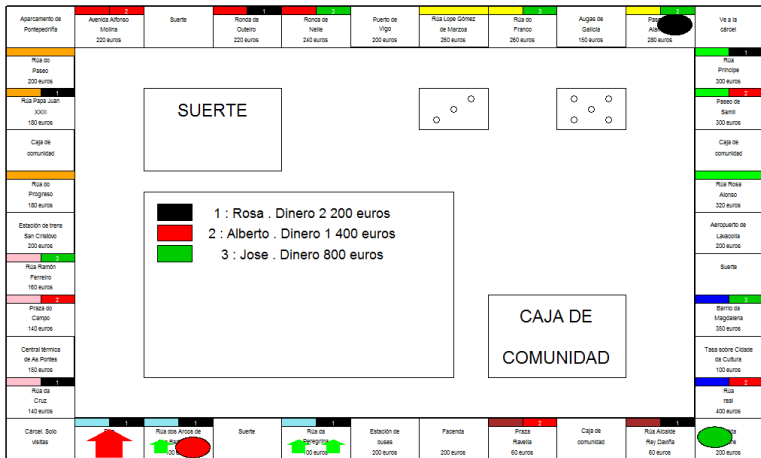 Aparcamento de
Pontepedriña
2
Avenida Alfonso
Molina
220 euros
Suerte
1
Ronda de
Outeiro
220 euros
3
Ronda de
Nelle
240 euros
Puerto de
Vigo
200 euros
Rúa Lope Gómez
de Marzoa
260 euros
3
Rúa do
Franco
260 euros
Augas de
Galicia
150 euros
3
280 euros
Ve a la
cárcel
Rúa do
Paseo
200 euros
1
Rúa Papa Juan
XXIII
180 euros
Caja de
comunidad
Rúa do
Progreso
180 euros
Estación de trens
San Cristovo
200 euros
3
Rúa Ramón
Ferreiro
160 euros
2
Praza do
Campo
140 euros
Central térmica
de As Pontes
150 euros
1
Rúa da
Cruz
140 euros
SUERTE
1 : Rosa . Dinero 2 200 euros
2 : Alberto . Dinero 1 400 euros
3 : Jose . Dinero 800 euros
CAJA DE
COMUNIDAD
1
Rúa
Príncipe
300 euros
2
Paseo de
Samil
300 euros
Caja de
comunidad
Rúa Rosa
Alonso
320 euros
Aeropuerto de
Lavacolla
200 euros
Suerte
3
Barrio da
Magdalena
350 euros
Tasa sobre Cidade
da Cultura
100 euros
2
Rúa
real
400 euros
Cárcel. Solo
visitas
1
1
Rúa dos Arcos de
Suerte
1
Rúa da
Peregrina
Estación de
buses
200 euros
Facenda
200 euros
2
Praza
Ravella
60 euros
Caja de
comunidad
1
Rúa Alcalde
Rey Daviña
60 euros
200 euros